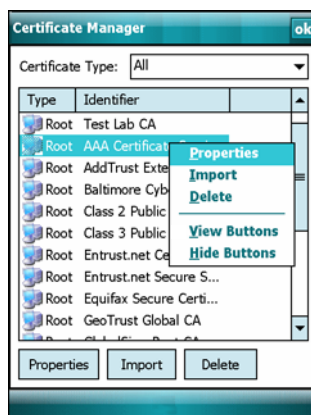 Certificate Manager ok
Certificate Type: All
Type Identifier
Root Test Lab CA
Root AAA Certificate
Root AddTrust Exte
Root Baltimore Cyb
Root Class 2 Public
Root Class 3 Public
Root Entrust.net Ce
Root Entrust.net Secure S...
Root Equifax Secure Certi...
Root GeoTrust Global CA
Properties
Import
Delete
View Buttons
Hide Buttons
Properties Import Delete